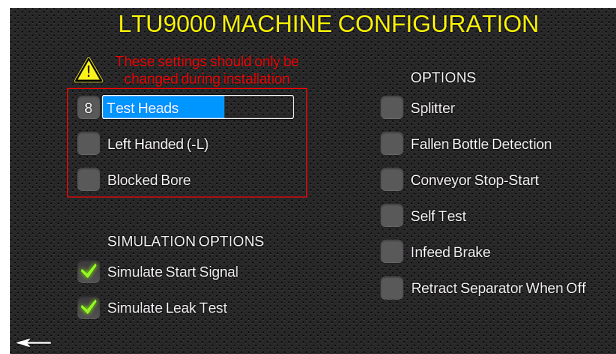 LTU9000 MACHINE CONFIGURATION
These settings should only be
changed during installation
8 Test Heads
Left Handed (-L)
Blocked Bore
SIMULATION OPTIONS
Simulate Start Signal
Simulate Leak Test
OPTIONS
Splitter
Fallen Bottle Detection
Conveyor Stop-Start
Self Test
Infeed Brake
Retract Separator When Off